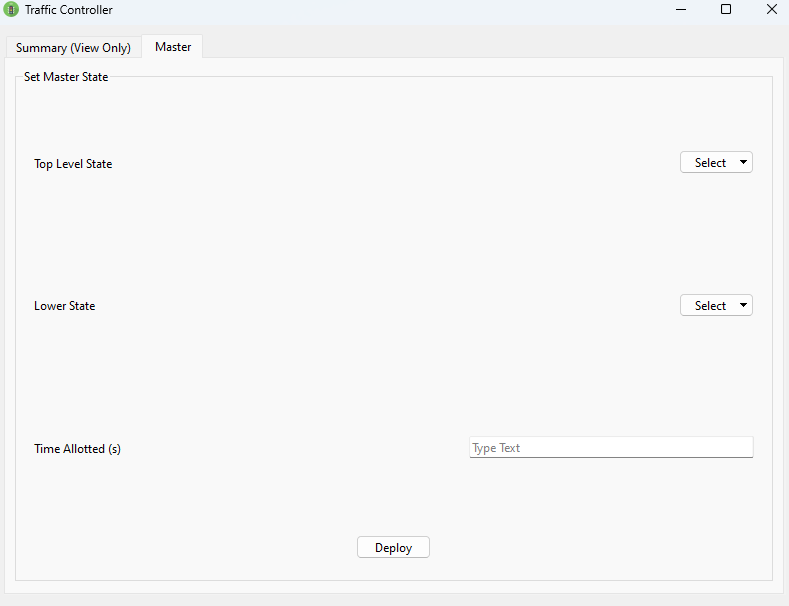 Traffic Controller
Summary (View Only) Master
Set Master State
Top Level State Select
Lower State Select
Time Allotted (s) Type Text
Deploy